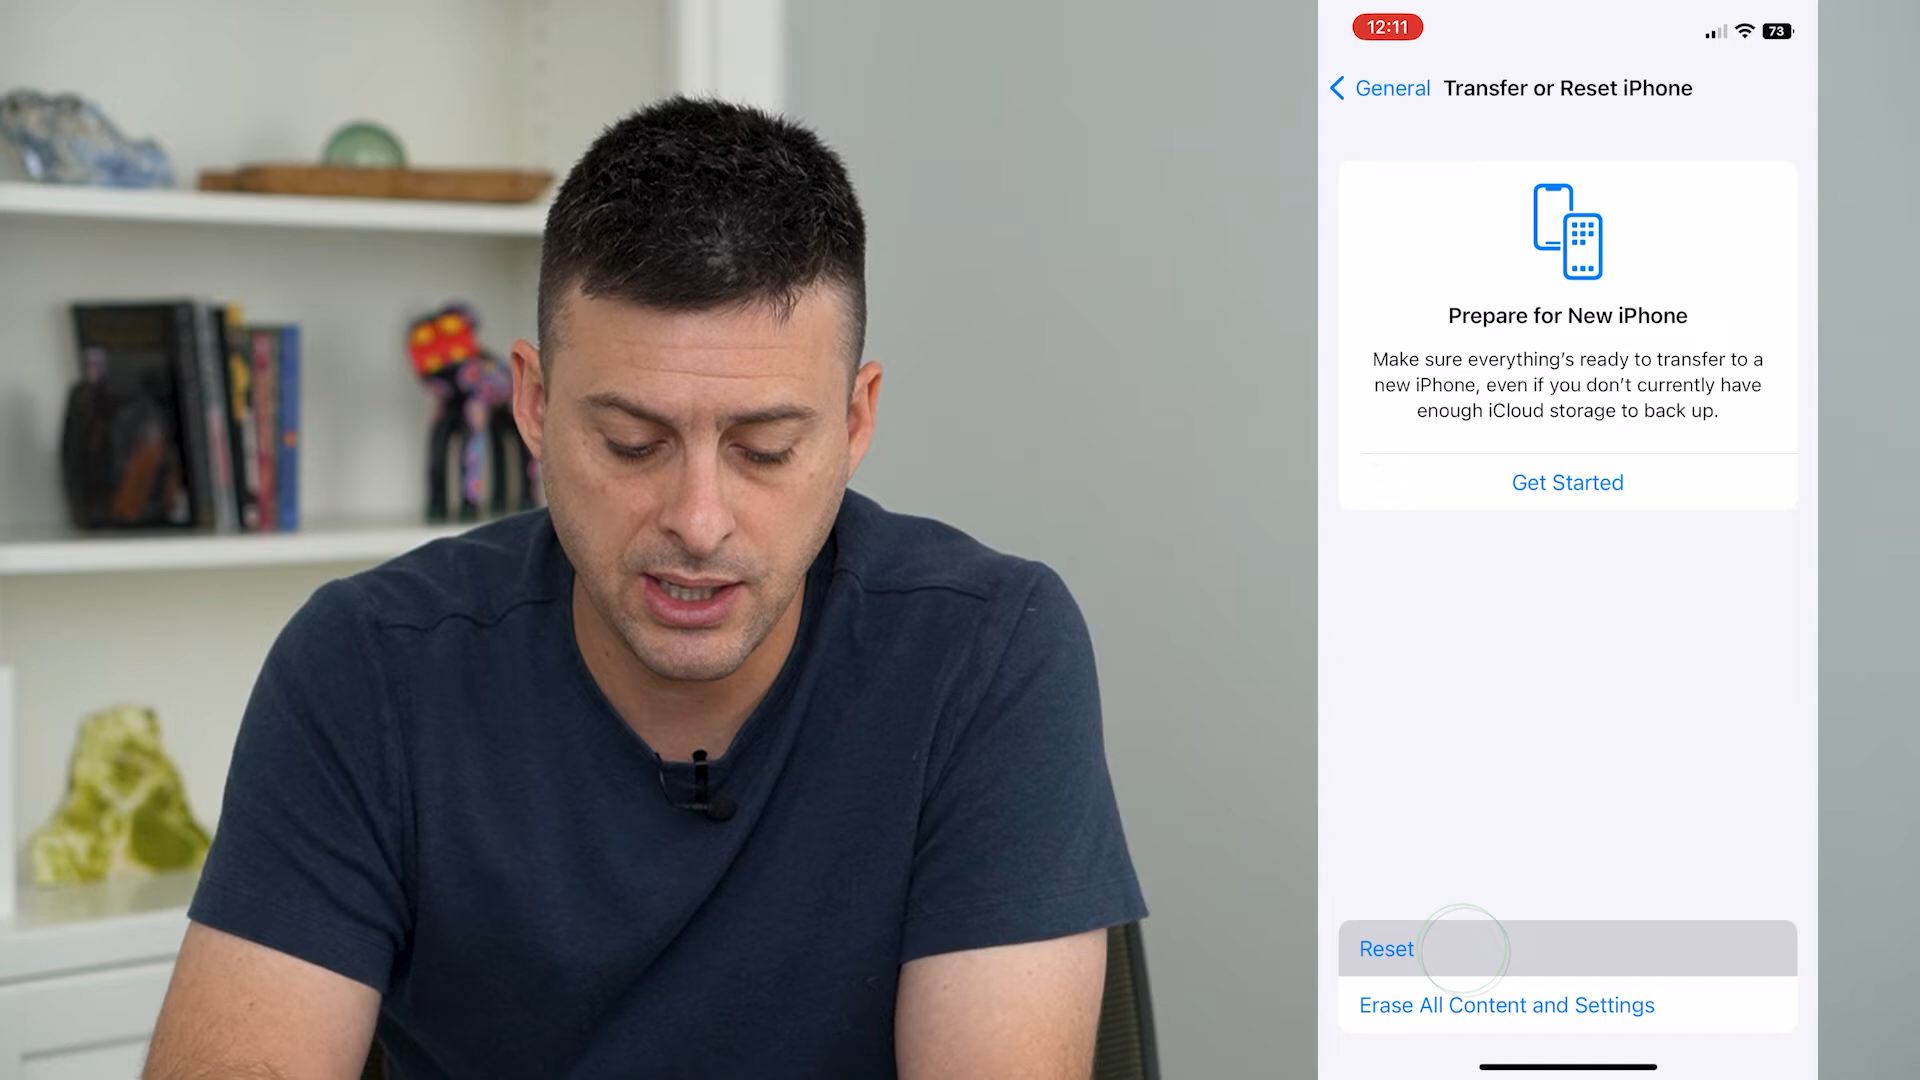 12:11
73
General Transfer or Reset iPhone
Prepare for New iPhone
Make sure everything's ready to transfer to a
new iPhone, even if you don't currently have
enough iCloud storage to back up.
Get Started
Reset
Erase All Content and Settings